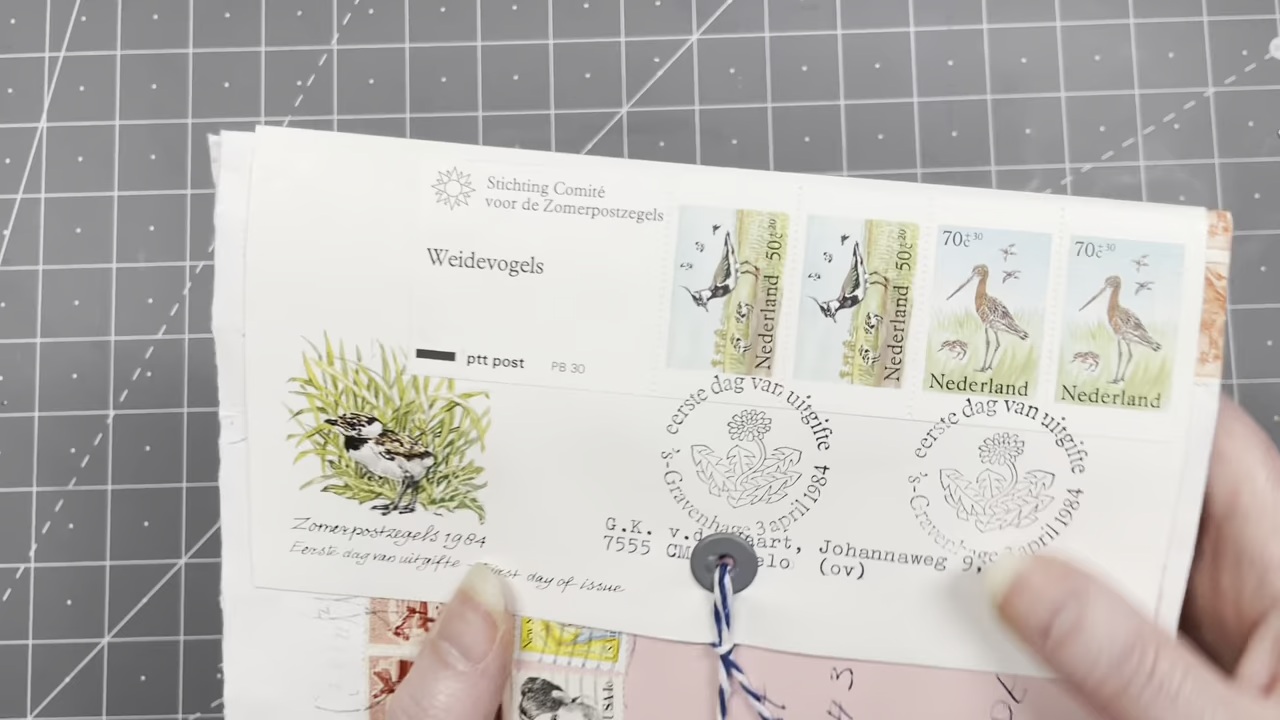 Stichting Comité
voor de Zomerpostzegels
Weidevogels
ptt post PB 30
Nederland 50c+20
Nederland 50c+20
70c+30
Nederland
70c+30
Nederland
eerste dag van uitgifte
's-Gravenhage 3 april 1984
eerste dag van uitgifte
's-Gravenhage 3 april 1984
Zomerpostzegels 1984
Eerste dag van uitgifte - First day of issue
G.K. Johannaweg 9,
7555 CM (ov)
43